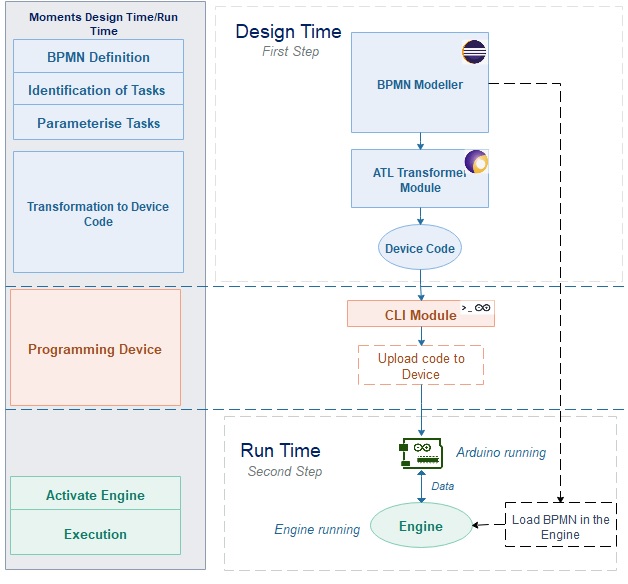 Moments Design Time/Run
Time
BPMN Definition
Identification of Tasks
Parameterise Tasks
Transformation to Device
Code
Programming Device
Activate Engine
Execution
Design Time
First Step
BPMN Modeller
ATL Transformer
Module
Device Code
CLI Module
>_
Upload code to
Device
Run Time
Second Step
Arduino running
Data
Engine running
Engine
Load BPMN in the
Engine